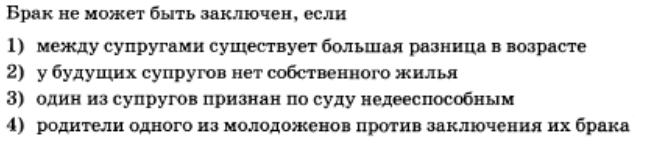 Брак не может быть заключен, если
1) между супругами существует большая разница в возрасте
2) у будущих супругов нет собственного жилья
3) один из супругов признан по суду недееспособным
4) родители одного из молодоженов против заключения их брака